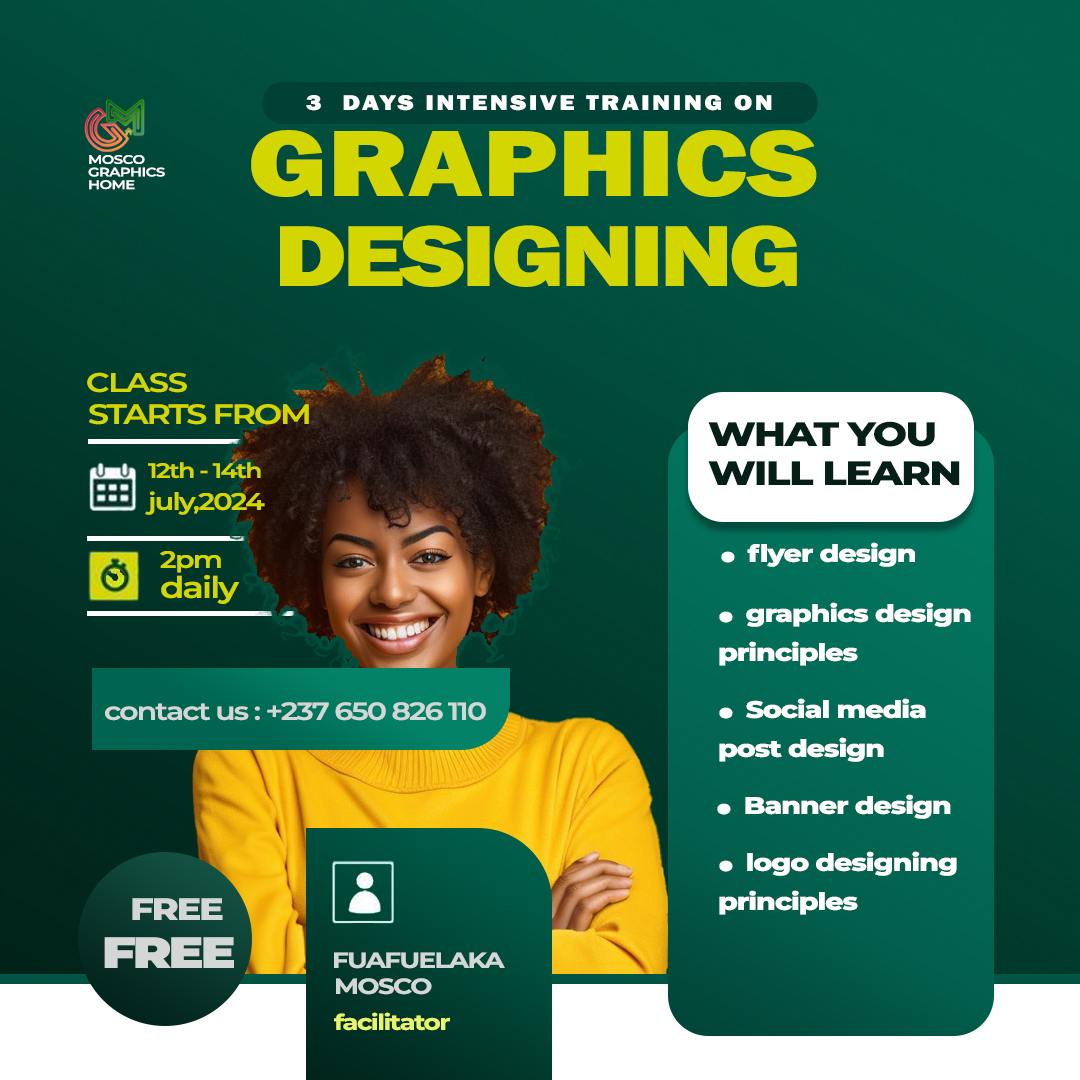 3 DAYS INTENSIVE TRAINING ON
GRAPHICS
DESIGNING
MOSCO
GRAPHICS
HOME
CLASS
STARTS FROM
12th - 14th
july,2024
2pm
daily
contact us : +237 650 826 110
WHAT YOU
WILL LEARN
• flyer design
• graphics design
principles
• Social media
post design
• Banner design
• logo designing
principles
FREE
FREE
FUAFUELAKA
MOSCO
facilitator